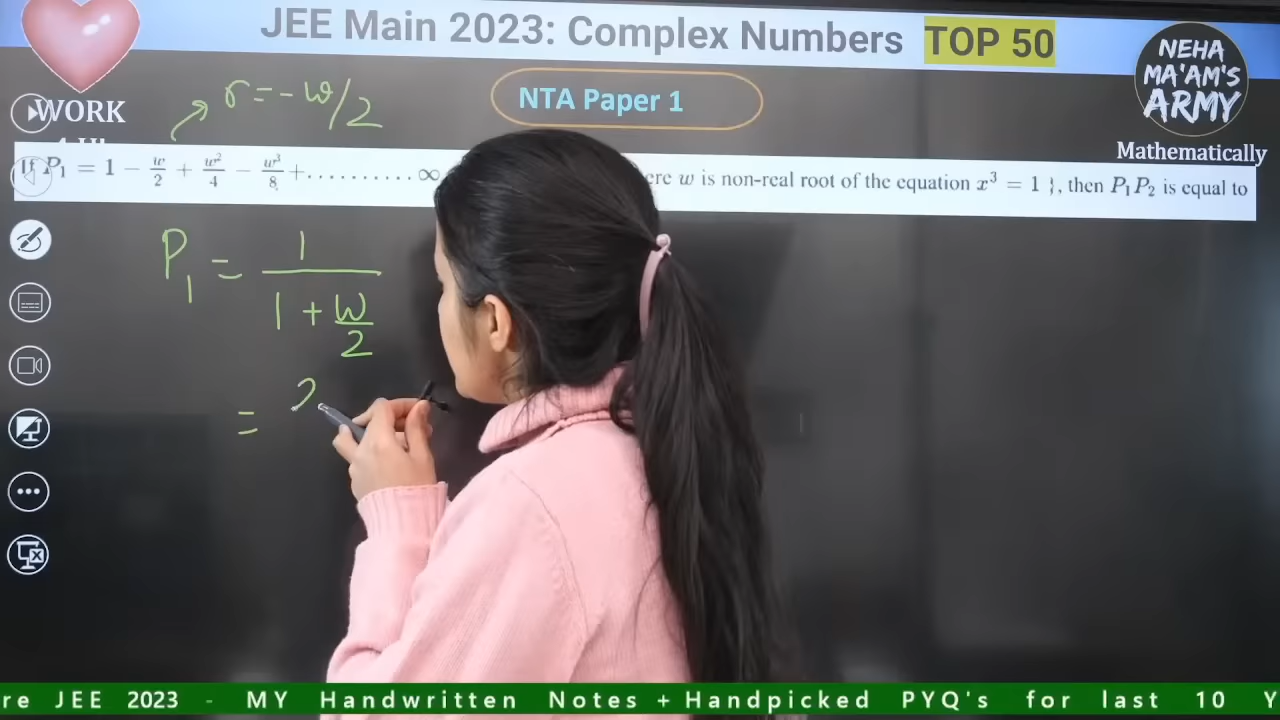 JEE Main 2023: Complex Numbers TOP 50
NEHA
MA'AM'S
ARMY
Mathematically
WORK
NTA Paper 1
r = - w/2
If P₁ = 1 − w/2 + w²/4 − w³/8 + .......... ∞ ere w is non-real root of the equation x³ = 1 }, then P₁P₂ is equal to
P₁ = 1/(1 + w/2)
= 2
re JEE 2023 - MY Handwritten Notes + Handpicked PYQ's for last 10 Y